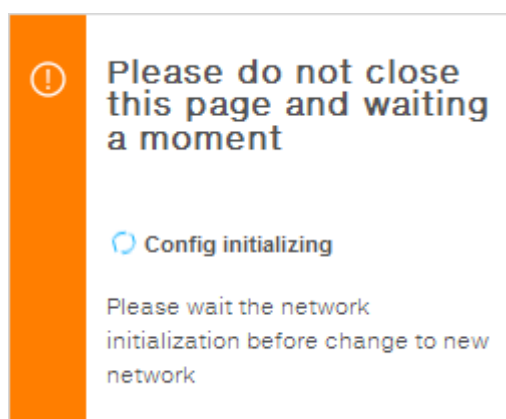 Please do not close
this page and waiting
a moment
Config initializing
Please wait the network
initialization before change to new
network